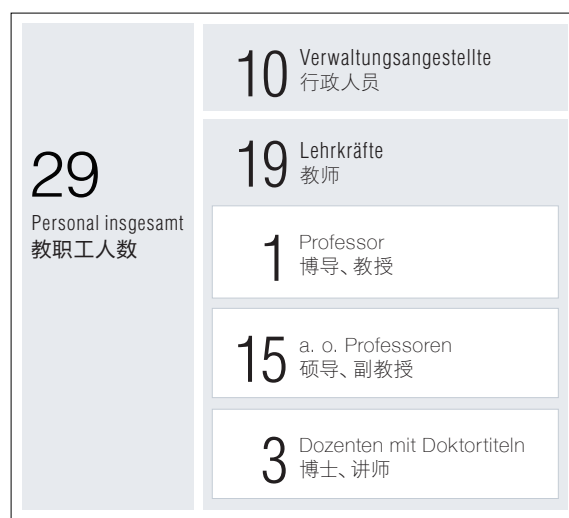 29
Personal insgesamt
教职工人数
10
Verwaltungsangestellte
行政人员
19
Lehrkräfte
教师
1
Professor
博导、教授
15
a. o. Professoren
硕导、副教授
3
Dozenten mit Doktortiteln
博士、讲师